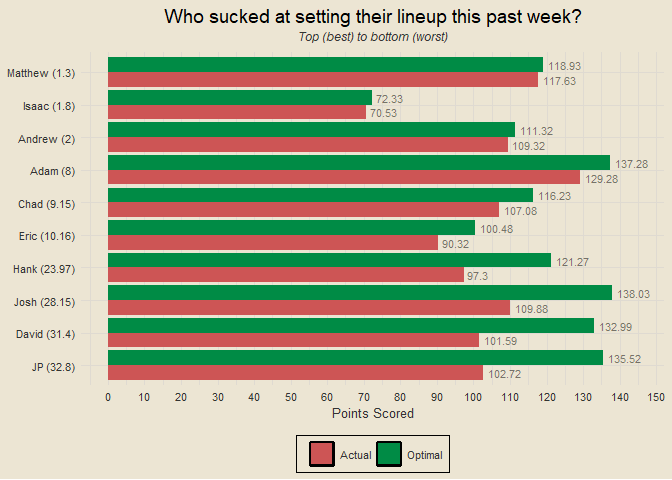 Who sucked at setting their lineup this past week?
Top (best) to bottom (worst)
Matthew (1.3)
118.93
117.63
Isaac (1.8)
72.33
70.53
Andrew (2)
111.32
109.32
Adam (8)
137.28
129.28
Chad (9.15)
116.23
107.08
Eric (10.16)
100.48
90.32
Hank (23.97)
121.27
97.3
Josh (28.15)
138.03
109.88
David (31.4)
132.99
101.59
JP (32.8)
135.52
102.72
0 10 20 30 40 50 60 70 80 90 100 110 120 130 140 150
Points Scored
Actual Optimal